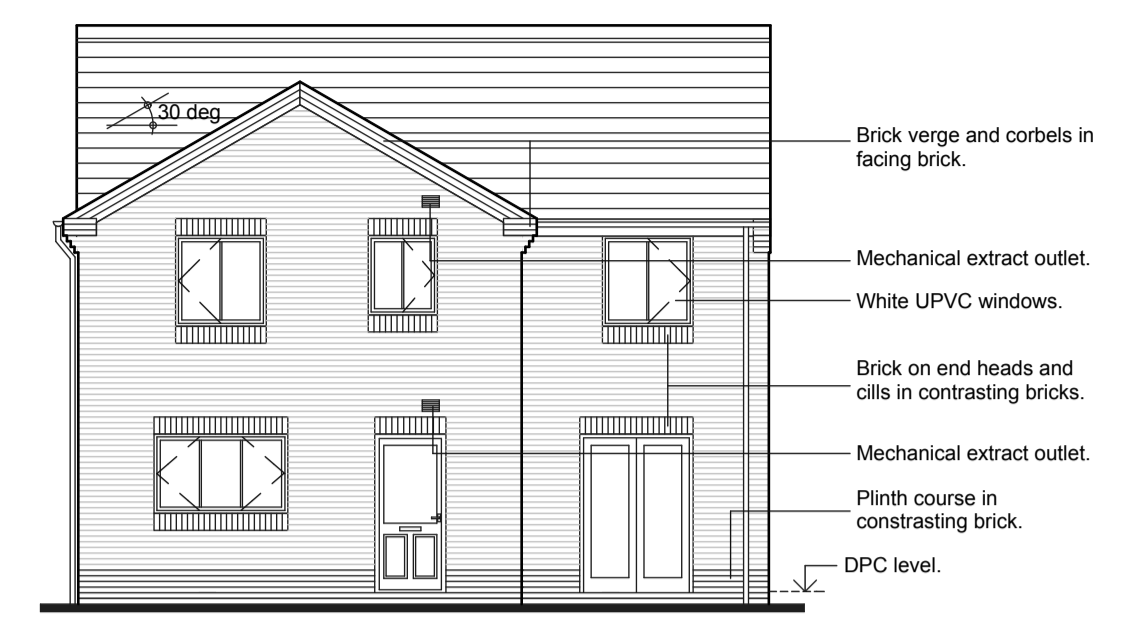 30 deg
Brick verge and corbels in
facing brick.
Mechanical extract outlet.
White UPVC windows.
Brick on end heads and
cills in contrasting bricks.
Mechanical extract outlet.
Plinth course in
constrasting brick.
DPC level.